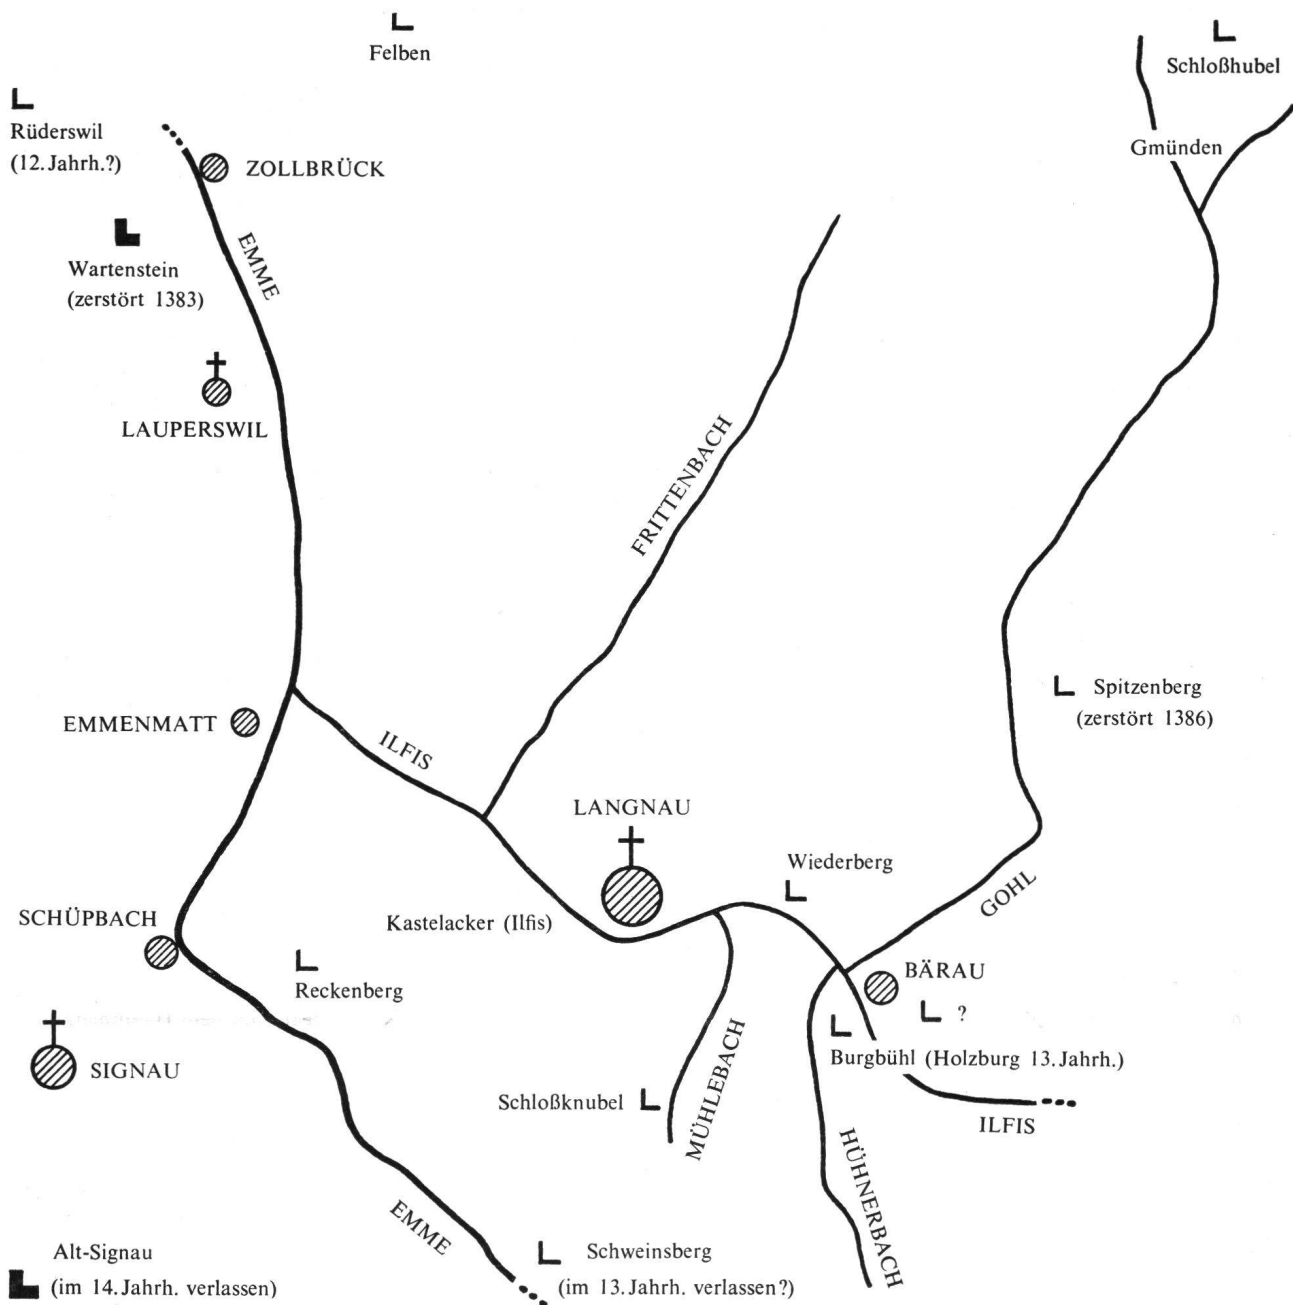 Felben
Schloßhubel
Rüderswil
(12. Jahrh.?)
Gmünden
ZOLLBRÜCK
EMME
Wartenstein
(zerstört 1383)
LAUPERSWIL
FRITTENBACH
Spitzenberg
(zerstört 1386)
EMMENMATT
ILFIS
LANGNAU
Wiederberg
GOHL
SCHÜPBACH
Kastelacker (Ilfis)
BÄRAU
Reckenberg
?
Burgbühl (Holzburg 13. Jahrh.)
SIGNAU
Schloßknubel
MÜHLEBACH
ILFIS
HÜHNERBACH
EMME
Alt-Signau
(im 14. Jahrh. verlassen)
Schweinsberg
(im 13. Jahrh. verlassen?)